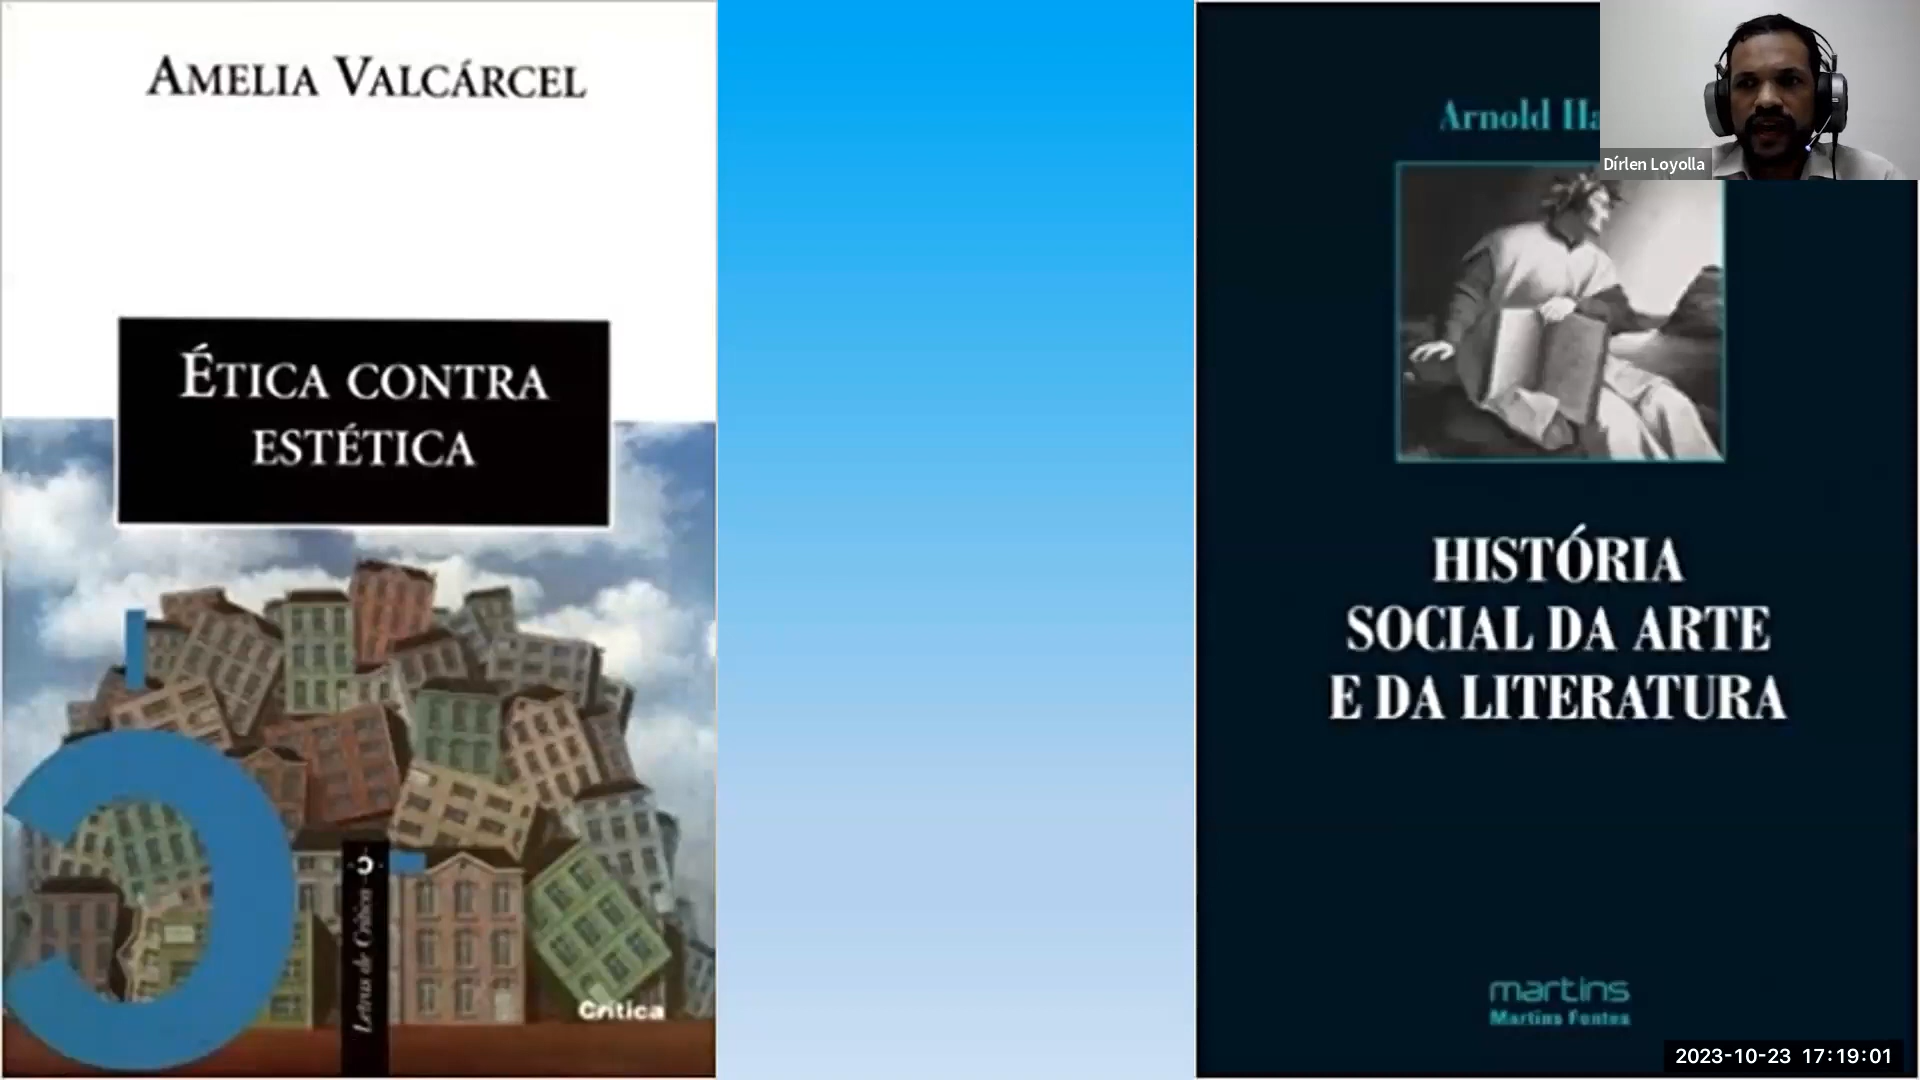 AMELIA VALCÁRCEL
ÉTICA CONTRA
ESTÉTICA
Letras de Crítica
Crítica
Arnold Ha
Dírlen Loyolla
HISTÓRIA
SOCIAL DA ARTE
E DA LITERATURA
martins
Martins Fontes
2023-10-23 17:19:01